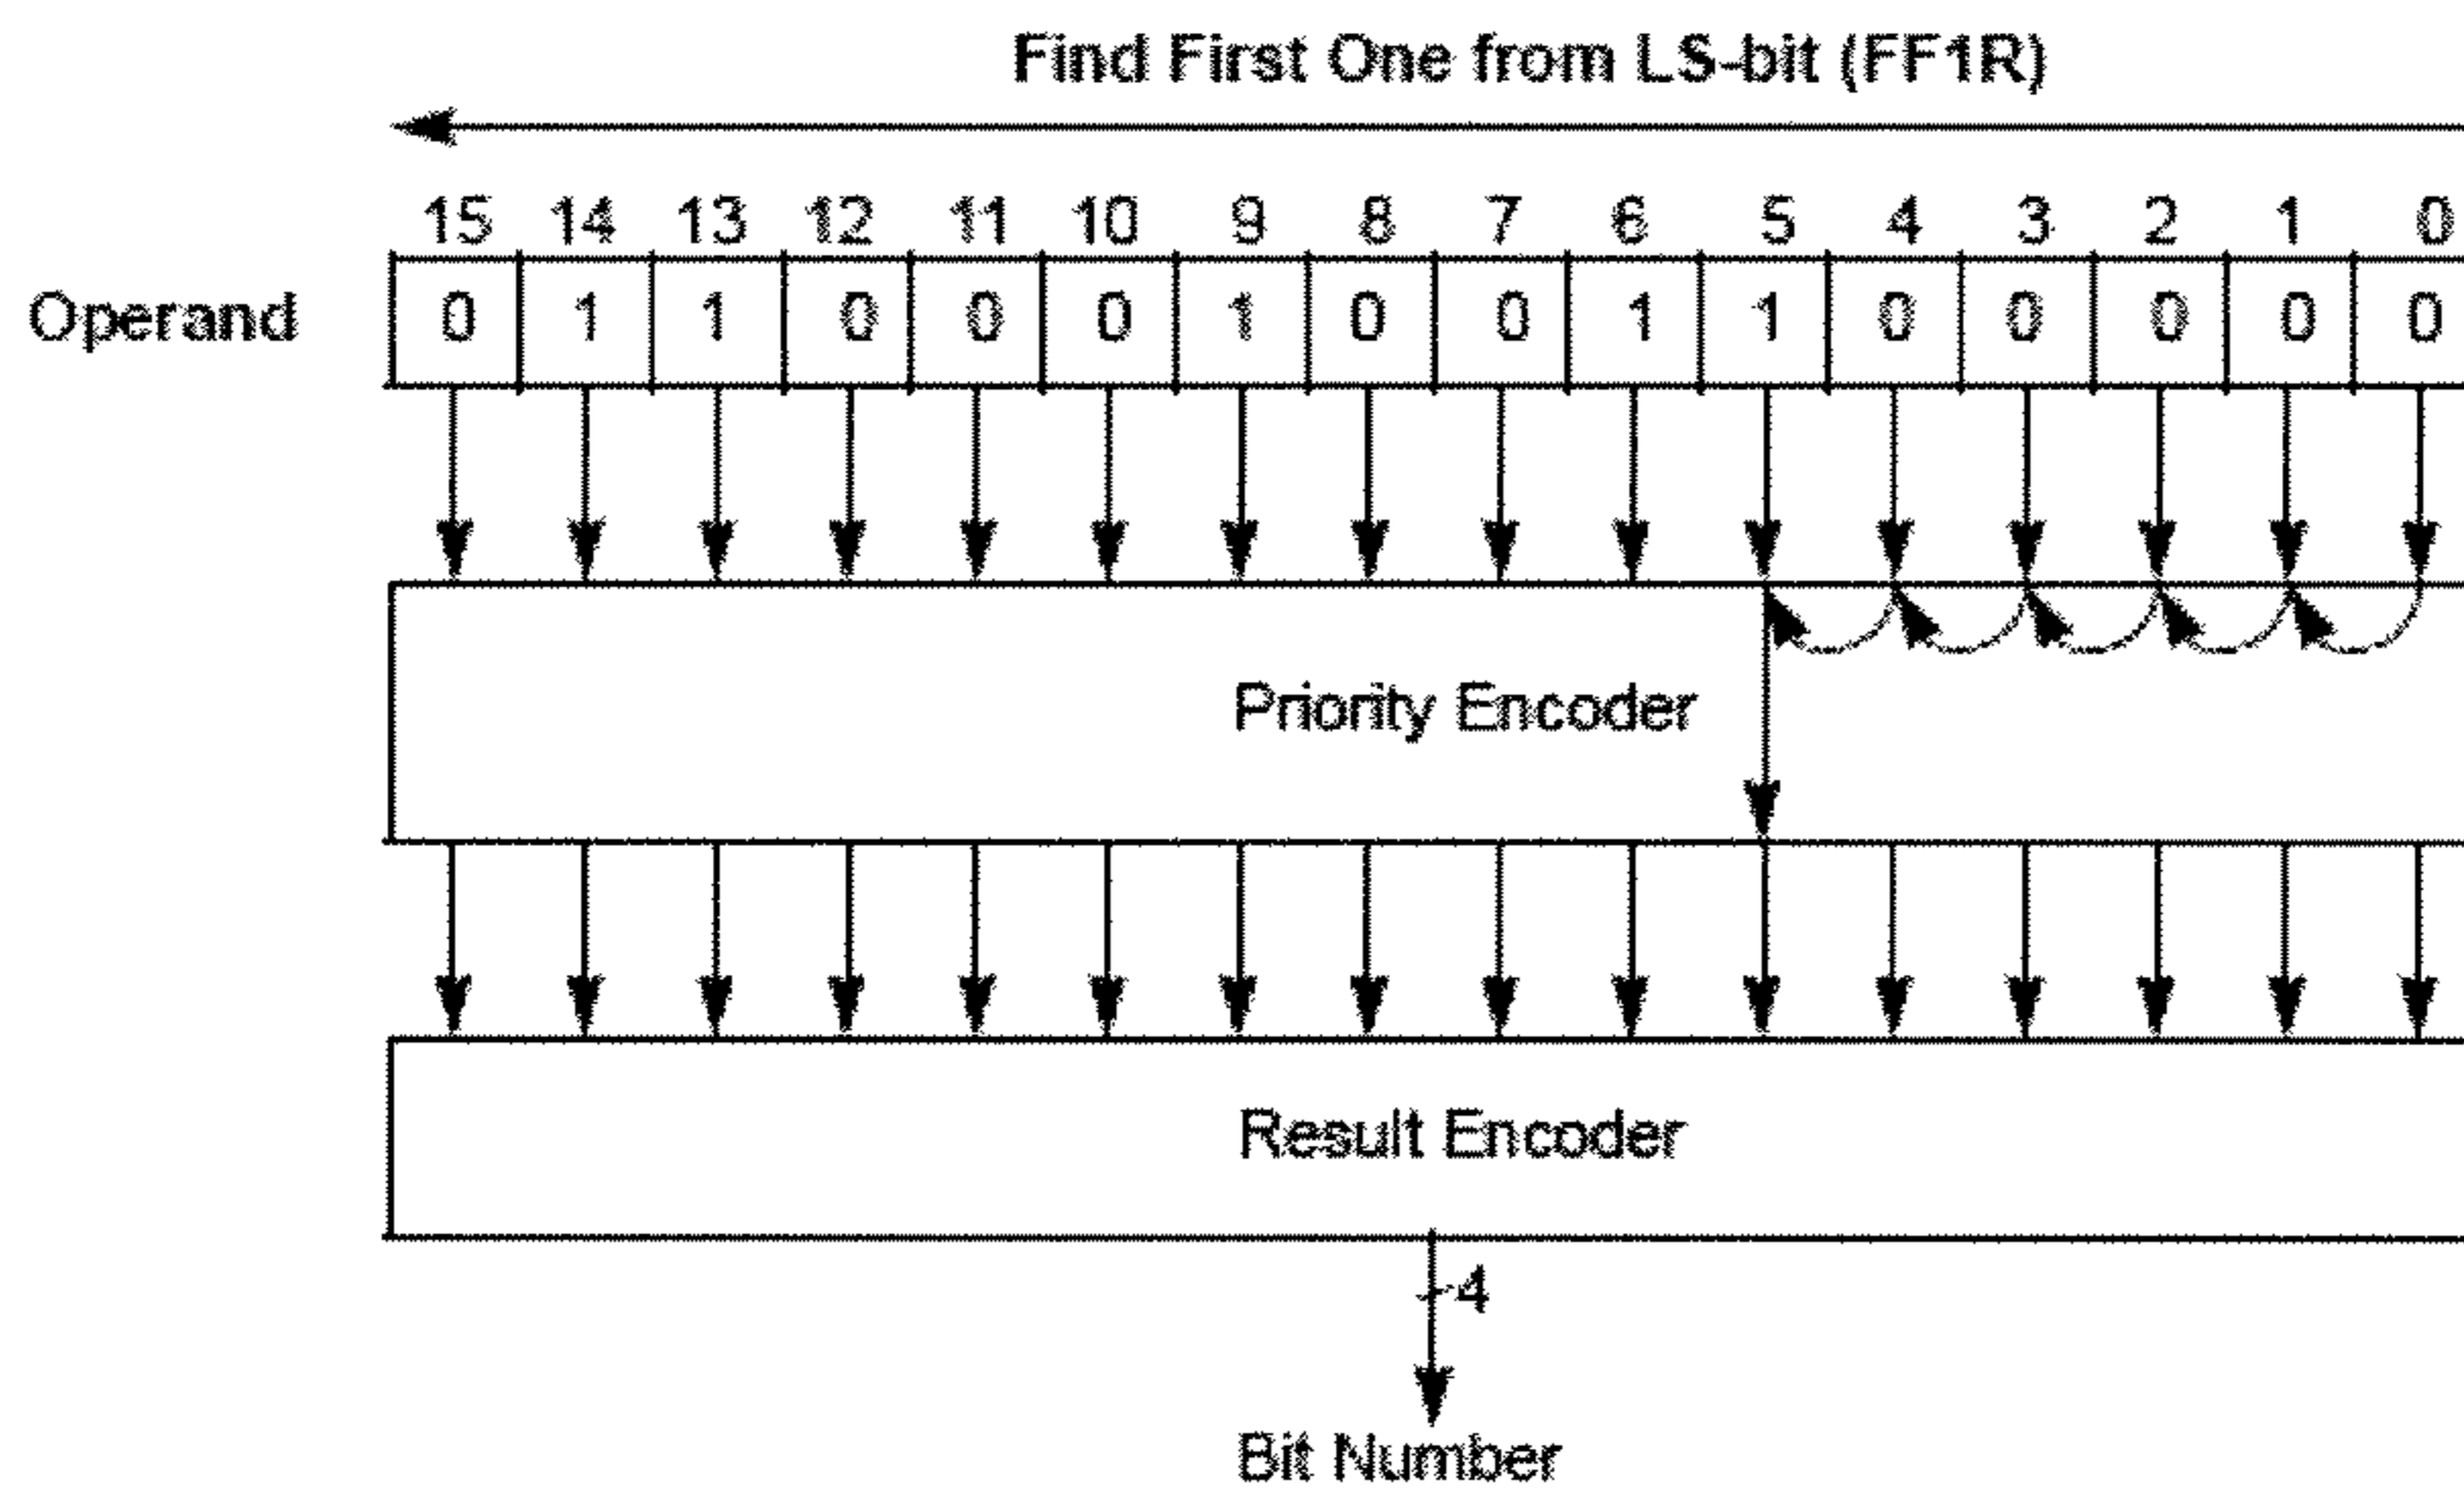 Find First One from LS-bit (FF1R)
15 14 13 12 11 10 9 8 7 6 5 4 3 2 1 0
Operand 0 1 1 0 0 0 1 0 0 1 1 0 0 0 0 0
Priority Encoder
Result Encoder
4
Bit Number